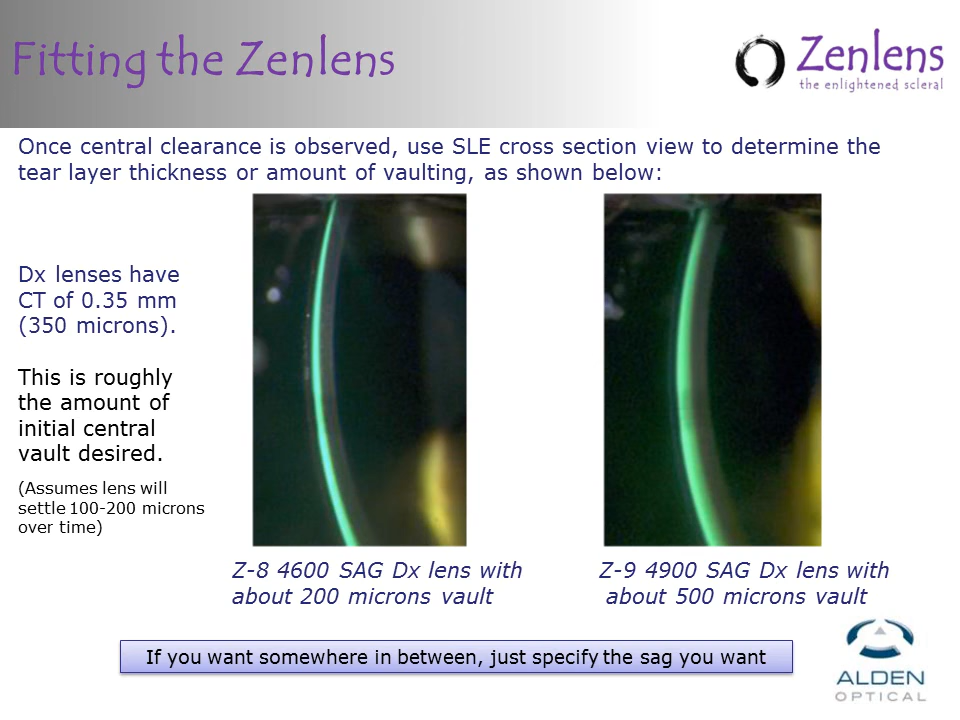 Fitting the Zenlens
Zenlens
the enlightened scleral
Once central clearance is observed, use SLE cross section view to determine the
tear layer thickness or amount of vaulting, as shown below:
Dx lenses have
CT of 0.35 mm
(350 microns).
This is roughly
the amount of
initial central
vault desired.
(Assumes lens will
settle 100-200 microns
over time)
Z-8 4600 SAG Dx lens with
about 200 microns vault
Z-9 4900 SAG Dx lens with
about 500 microns vault
If you want somewhere in between, just specify the sag you want
ALDEN
OPTICAL